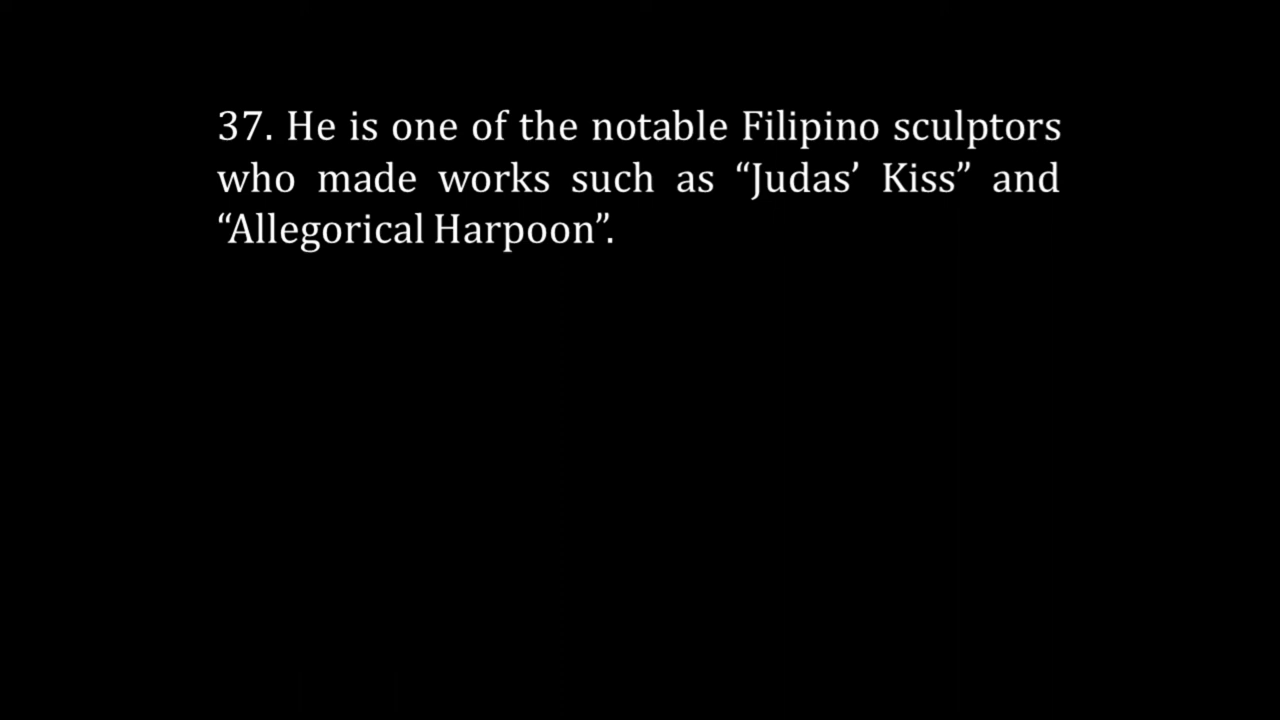 37. He is one of the notable Filipino sculptors
who made works such as “Judas’ Kiss” and
“Allegorical Harpoon”.